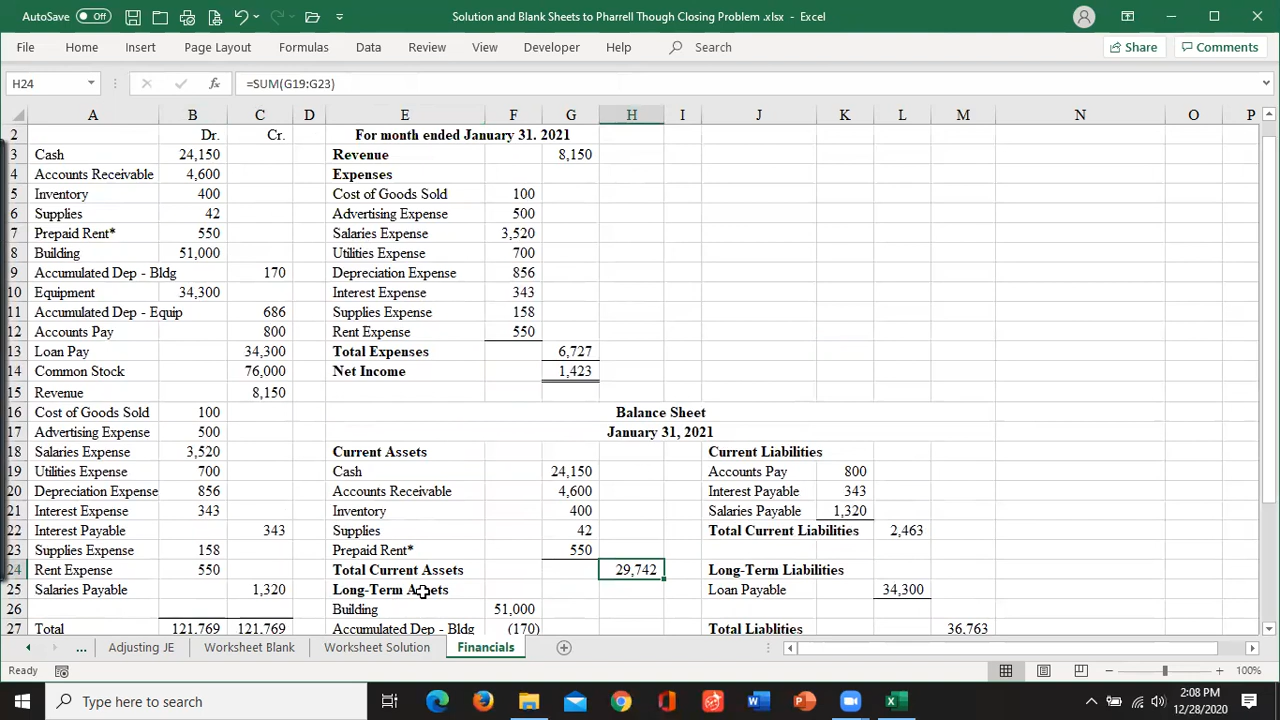 AutoSave Off Solution and Blank Sheets to Pharrell Though Closing Problem .xlsx - Excel
File Home Insert Page Layout Formulas Data Review View Developer Help Search Share Comments
H24 fx =SUM(G19:G23)
A B C D E F G H I J K L M N O P
2 Dr. Cr. For month ended January 31. 2021
3 Cash 24,150 Revenue 8,150
4 Accounts Receivable 4,600 Expenses
5 Inventory 400 Cost of Goods Sold 100
6 Supplies 42 Advertising Expense 500
7 Prepaid Rent* 550 Salaries Expense 3,520
8 Building 51,000 Utilities Expense 700
9 Accumulated Dep - Bldg 170 Depreciation Expense 856
10 Equipment 34,300 Interest Expense 343
11 Accumulated Dep - Equip 686 Supplies Expense 158
12 Accounts Pay 800 Rent Expense 550
13 Loan Pay 34,300 Total Expenses 6,727
14 Common Stock 76,000 Net Income 1,423
15 Revenue 8,150
16 Cost of Goods Sold 100 Balance Sheet
17 Advertising Expense 500 January 31, 2021
18 Salaries Expense 3,520 Current Assets Current Liabilities
19 Utilities Expense 700 Cash 24,150 Accounts Pay 800
20 Depreciation Expense 856 Accounts Receivable 4,600 Interest Payable 343
21 Interest Expense 343 Inventory 400 Salaries Payable 1,320
22 Interest Payable 343 Supplies 42 Total Current Liabilities 2,463
23 Supplies Expense 158 Prepaid Rent* 550
24 Rent Expense 550 Total Current Assets 29,742 Long-Term Liabilities
25 Salaries Payable 1,320 Long-Term Assets Loan Payable 34,300
26 Building 51,000
27 Total 121,769 121,769 Accumulated Dep - Bldg (170) Total Liablities 36,763
... Adjusting JE Worksheet Blank Worksheet Solution Financials
Ready 100%
Type here to search 2:08 PM
12/28/2020